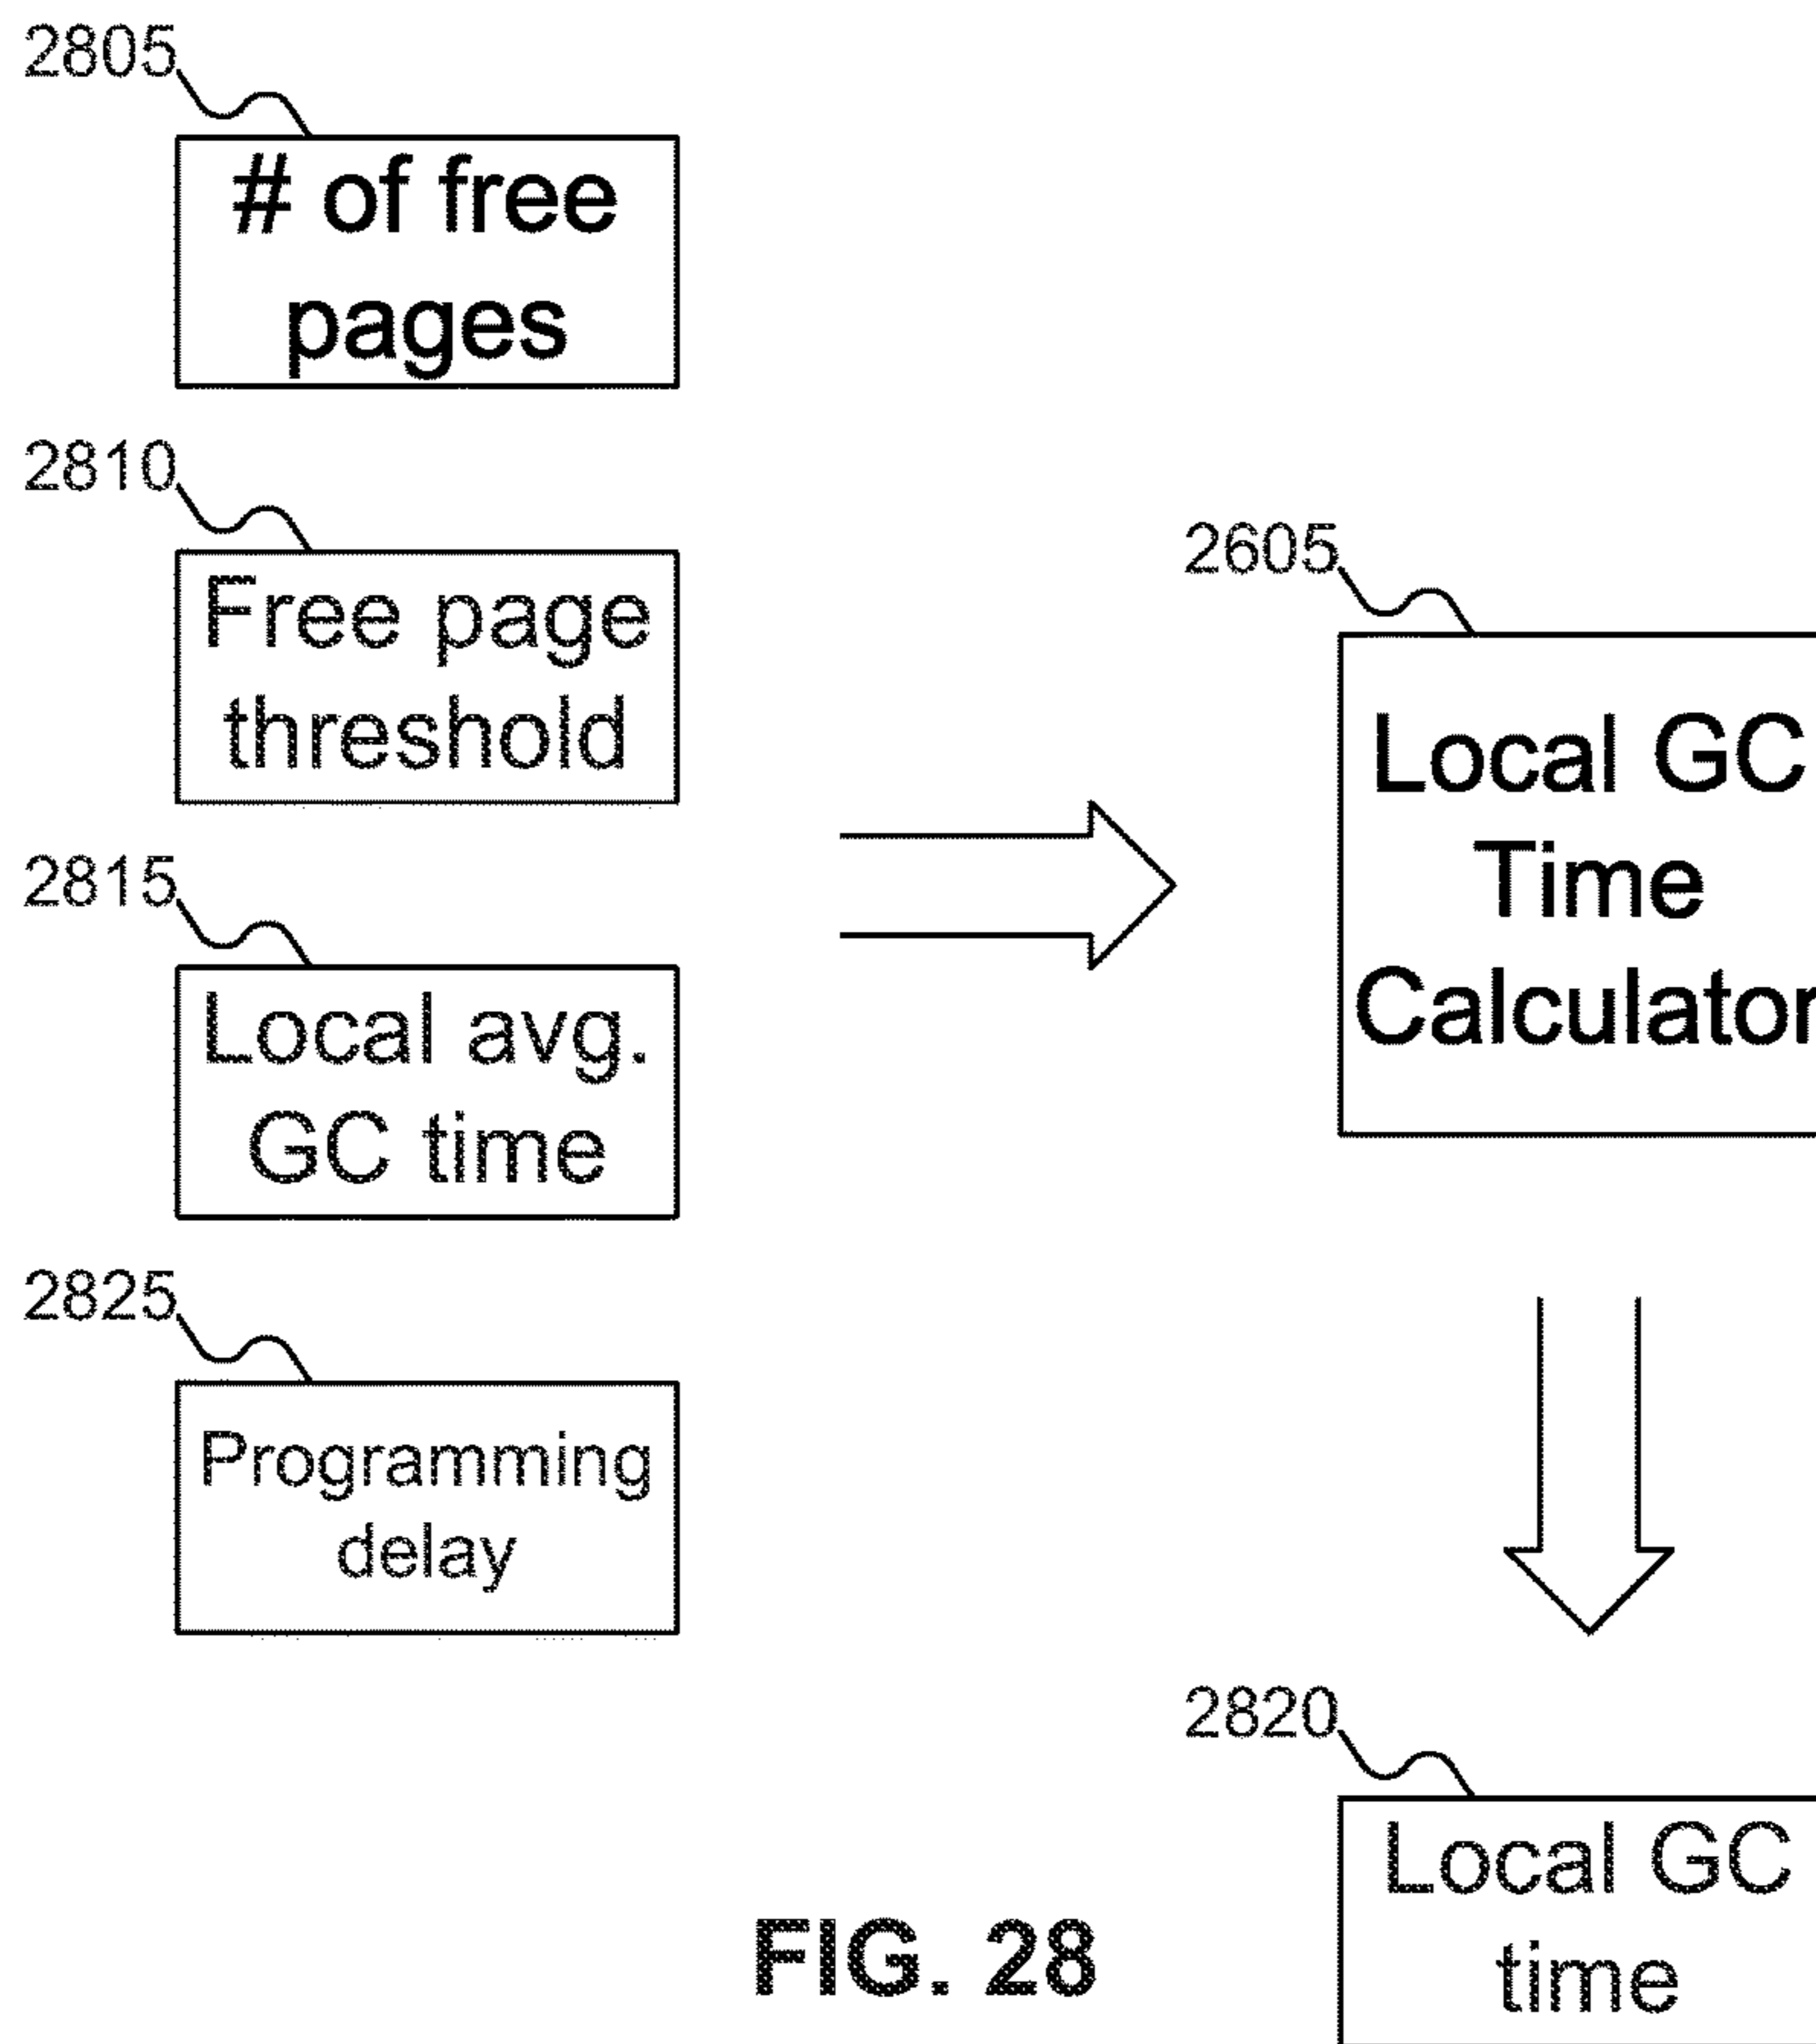 2805
# of free
pages
2810
Free page
threshold
2815
Local avg.
GC time
2825
Programming
delay
2605
Local GC
Time
Calculator
2820
Local GC
time
FIG. 28